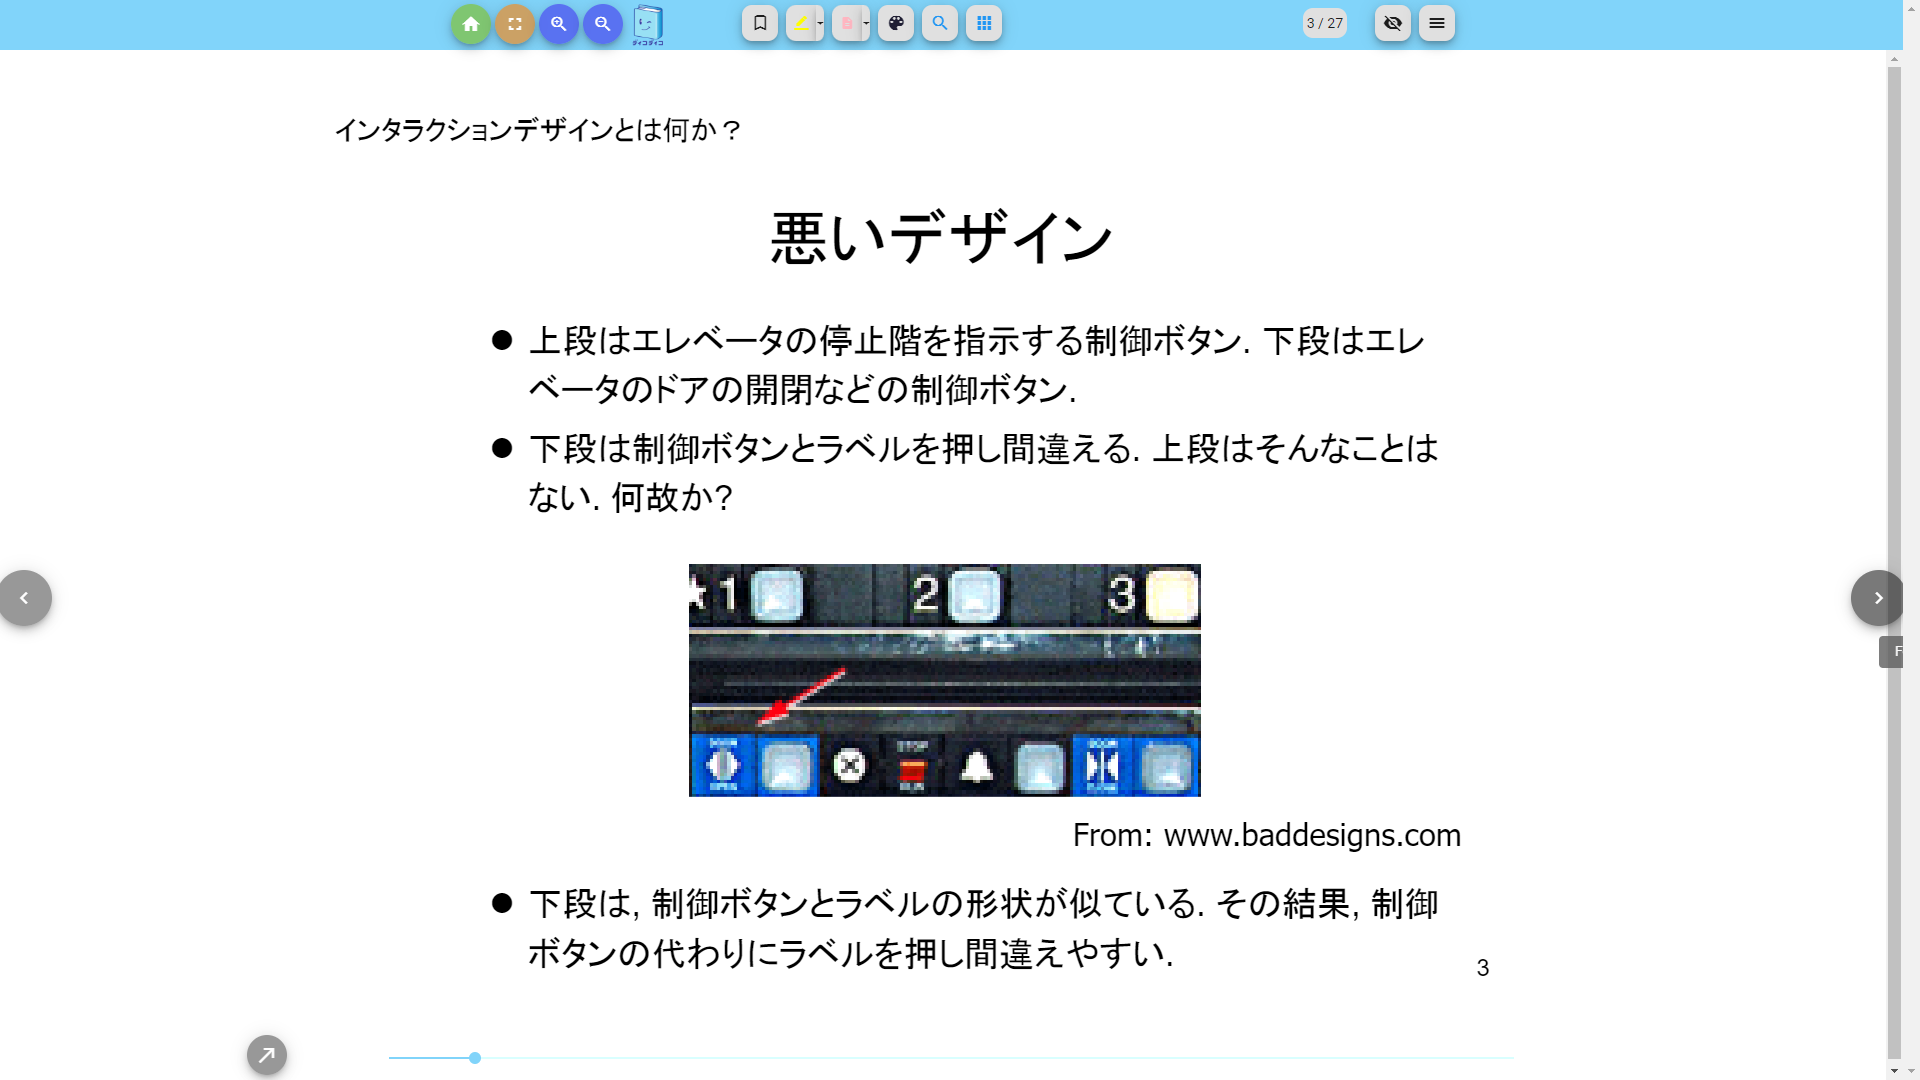 ダイコダイコ
3 / 27
インタラクションデザインとは何か？
悪いデザイン
● 上段はエレベータの停止階を指示する制御ボタン. 下段はエレ
ベータのドアの開閉などの制御ボタン.
● 下段は制御ボタンとラベルを押し間違える. 上段はそんなことは
ない. 何故か?
★1 2 3
STOP
OPEN
From: www.baddesigns.com
● 下段は, 制御ボタンとラベルの形状が似ている. その結果, 制御
ボタンの代わりにラベルを押し間違えやすい.
3